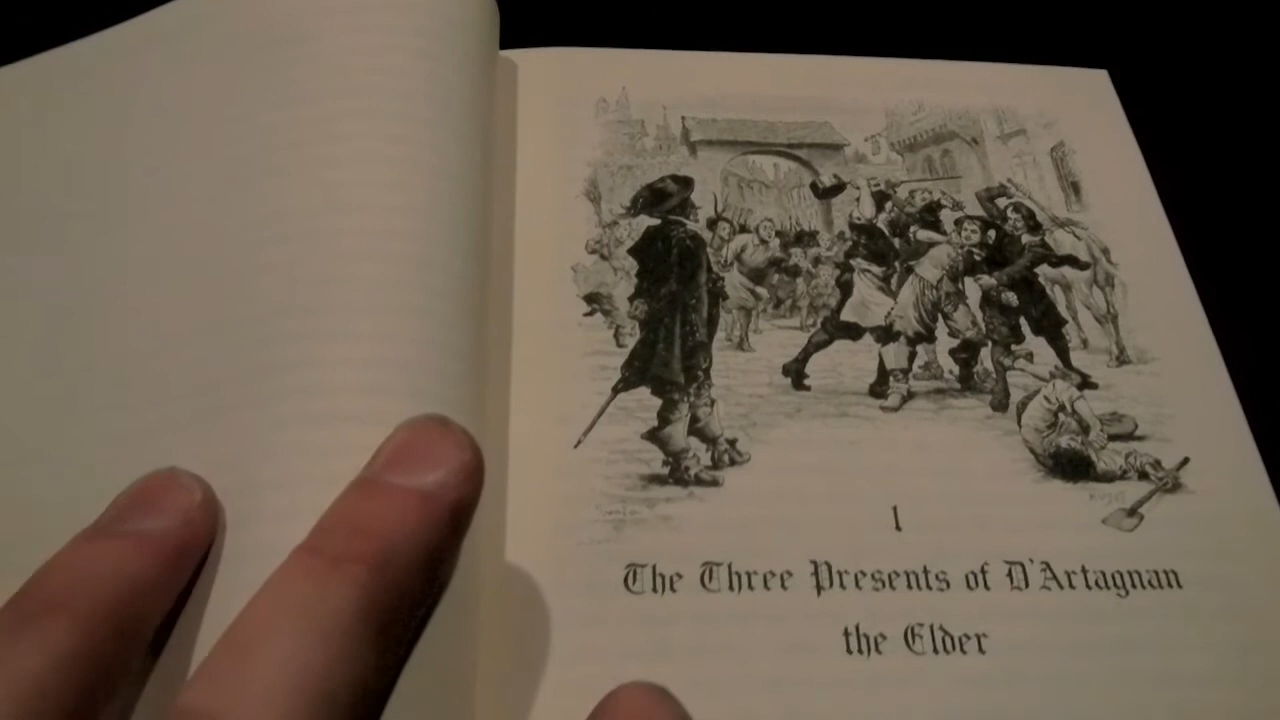 1
The Three Presents of D'Artagnan
the Elder